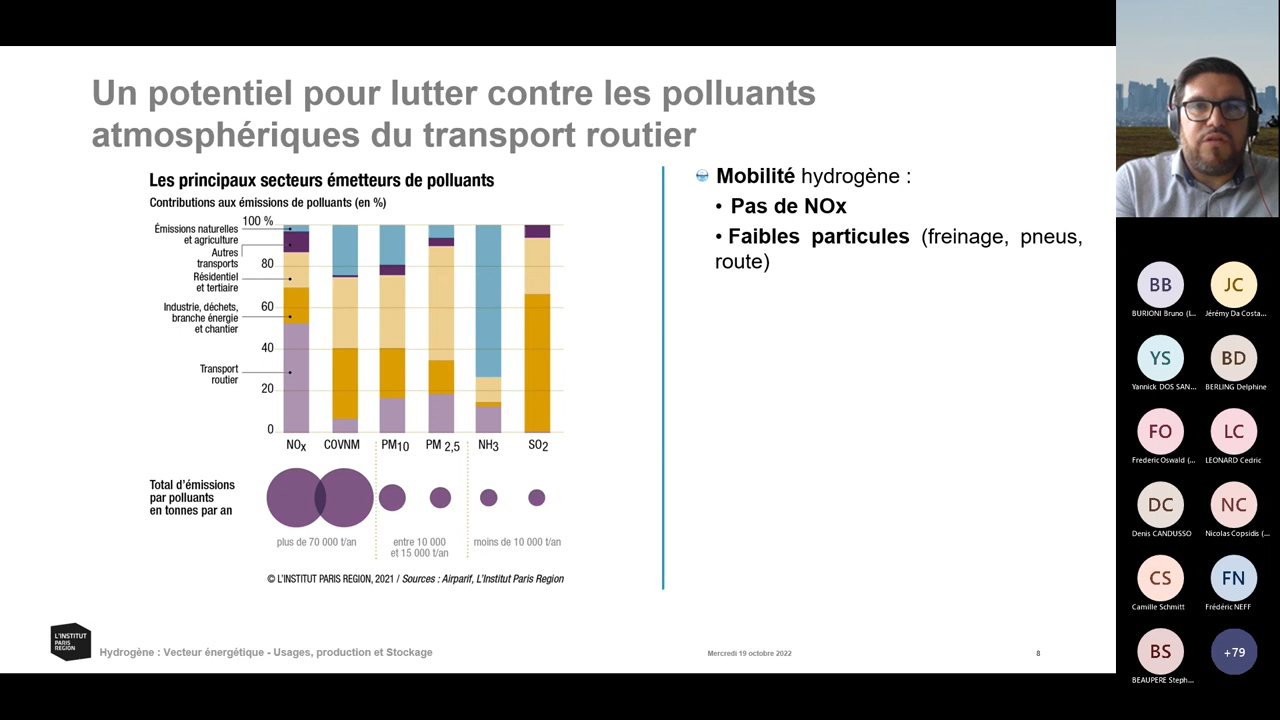 Un potentiel pour lutter contre les polluants
atmosphériques du transport routier
Les principaux secteurs émetteurs de polluants
Contributions aux émissions de polluants (en %)
100 %
80
60
40
20
0
Émissions naturelles
et agriculture
Autres
transports
Résidentiel
et tertiaire
Industrie, déchets,
branche énergie
et chantier
Transport
routier
NOx
COVNM
PM10
PM 2,5
NH3
SO2
Total d'émissions
par polluants
en tonnes par an
plus de 70 000 t/an
entre 10 000
et 15 000 t/an
moins de 10 000 t/an
© L'INSTITUT PARIS REGION, 2021 / Sources : Airparif, L'Institut Paris Region
Mobilité hydrogène :
• Pas de NOx
• Faibles particules (freinage, pneus,
route)
L'INSTITUT
PARIS
REGION
Hydrogène : Vecteur énergétique - Usages, production et Stockage
Mercredi 19 octobre 2022
8
BB
BURIONI Bruno (I...
JC
Jérémy Da Costa...
YS
Yannick DOS SAN...
BD
BERLING Delphine
FO
Frederic Oswald (...
LC
LEONARD Cedric
DC
Denis CANDUSSO
NC
Nicolas Copsidis (...
CS
Camille Schmitt
FN
Frédéric NEFF
BS
BEAUPERE Steph...
+79